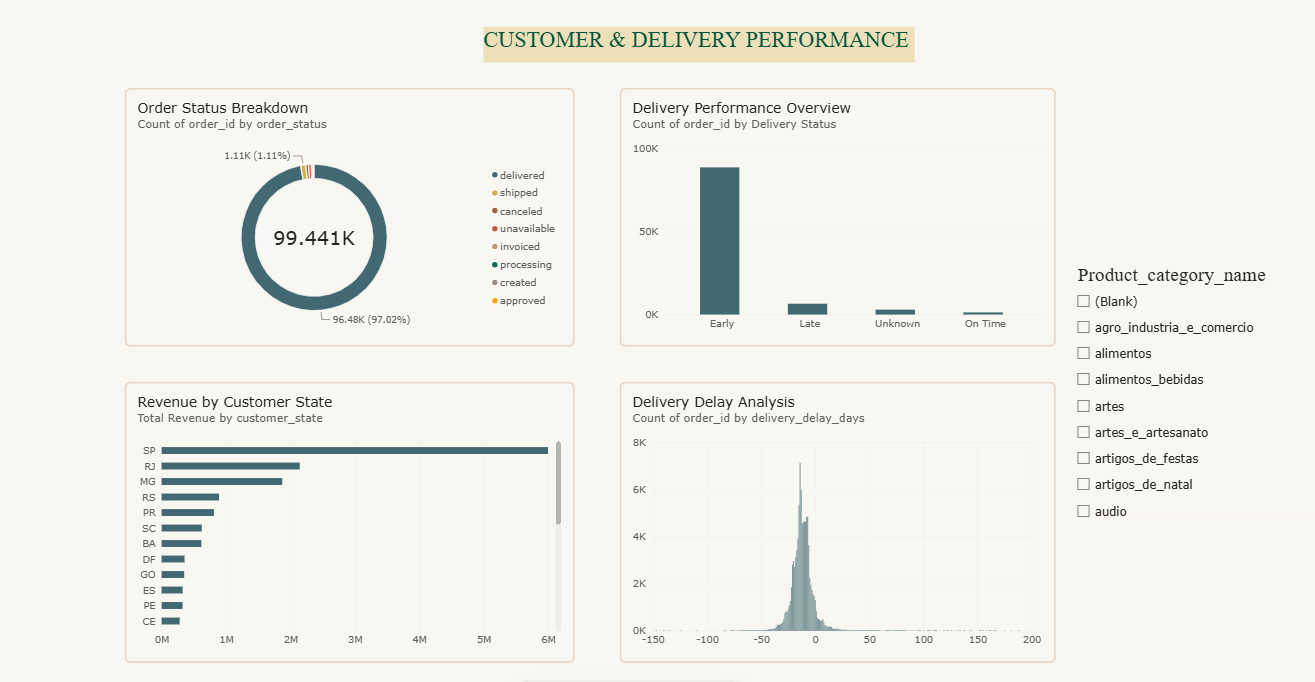 CUSTOMER & DELIVERY PERFORMANCE
Order Status Breakdown
Count of order_id by order_status
1.11K (1.11%)
99.441K
96.48K (97.02%)
delivered
shipped
canceled
unavailable
invoiced
processing
created
approved
Delivery Performance Overview
Count of order_id by Delivery Status
100K
50K
0K
Early Late Unknown On Time
Revenue by Customer State
Total Revenue by customer_state
SP
RJ
MG
RS
PR
SC
BA
DF
GO
ES
PE
CE
0M 1M 2M 3M 4M 5M 6M
Delivery Delay Analysis
Count of order_id by delivery_delay_days
8K
6K
4K
2K
0K
-150 -100 -50 0 50 100 150 200
Product_category_name
(Blank)
agro_industria_e_comercio
alimentos
alimentos_bebidas
artes
artes_e_artesanato
artigos_de_festas
artigos_de_natal
audio